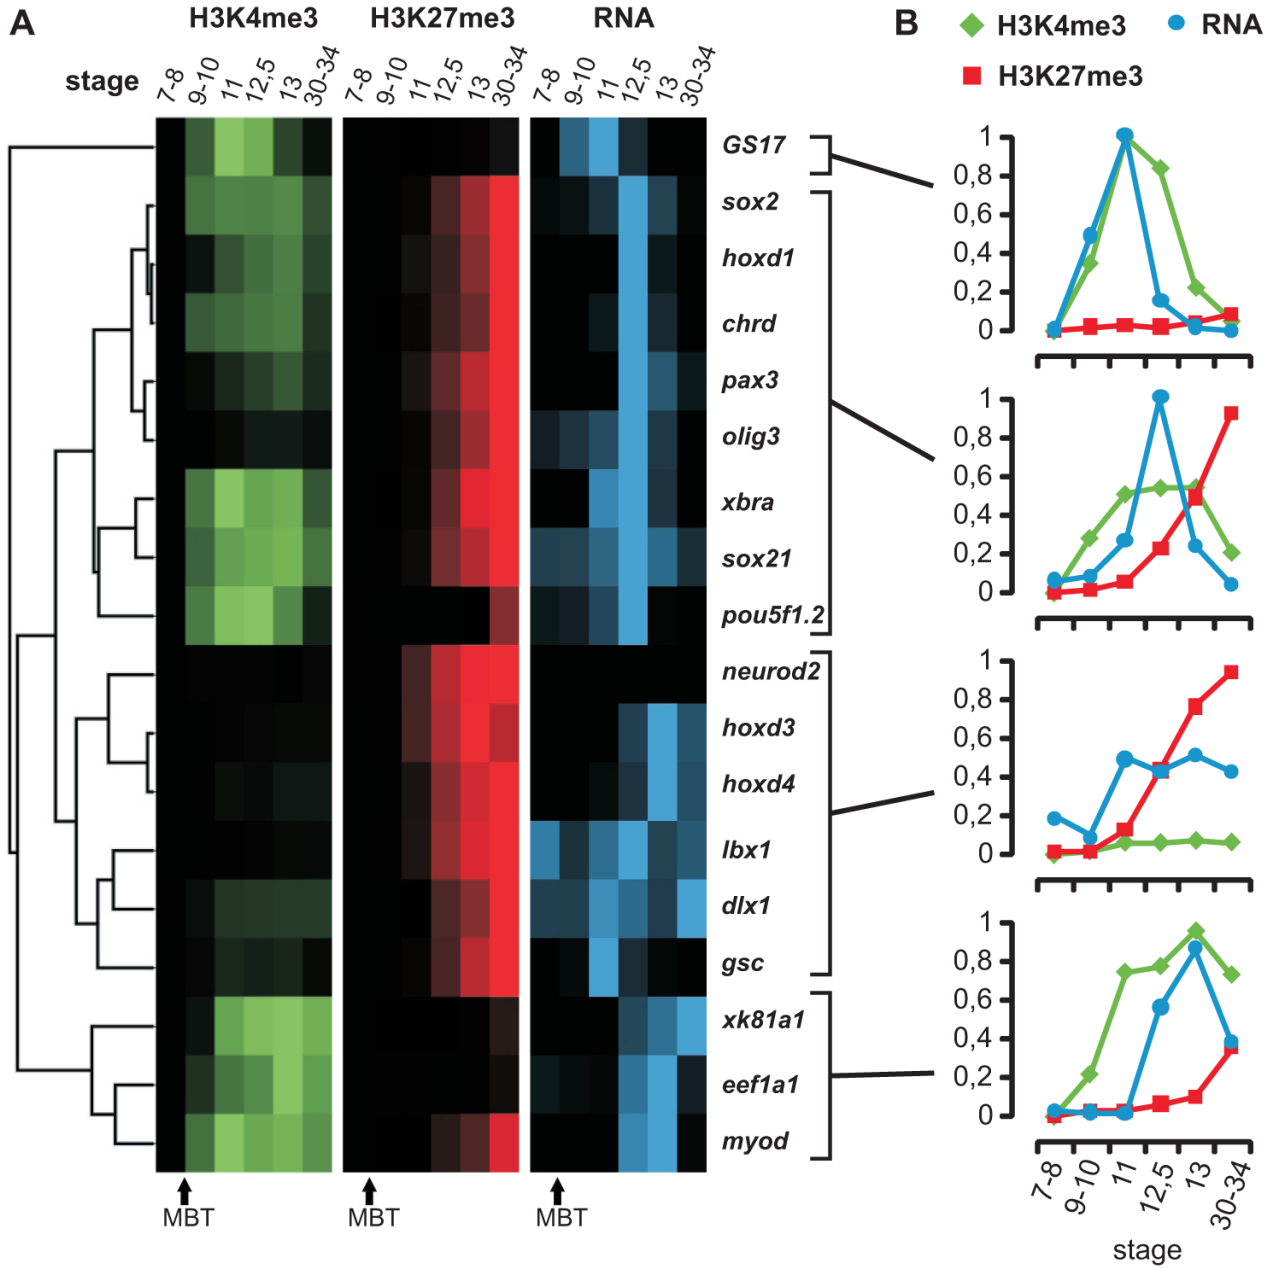 A
H3K4me3 H3K27me3 RNA
stage
7-8 9-10 11 12,5 13 30-34
7-8 9-10 11 12,5 13 30-34
7-8 9-10 11 12,5 13 30-34
GS17
sox2
hoxd1
chrd
pax3
olig3
xbra
sox21
pou5f1.2
neurod2
hoxd3
hoxd4
lbx1
dlx1
gsc
xk81a1
eef1a1
myod
MBT MBT MBT
B
H3K4me3 RNA
H3K27me3
1
0,8
0,6
0,4
0,2
0
1
0,8
0,6
0,4
0,2
0
1
0,8
0,6
0,4
0,2
0
1
0,8
0,6
0,4
0,2
0
7-8 9-10 11 12,5 13 30-34
stage